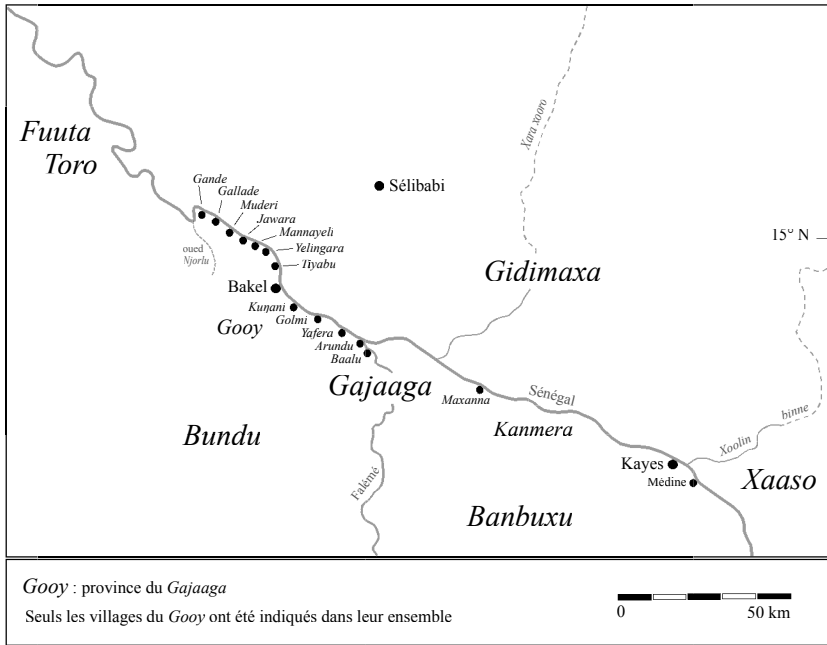 Fuuta
Toro
Xara xooro
Sélibabi
Gande
Gallade
Muderi
Jawara
Mannayeli
Yelingara
Tiyabu
oued
Njorlu
15° N
Gidimaxa
Bakel
Kuŋani
Golmi
Gooy
Yafera
Arundu
Baalu
Gajaaga
Maxanna
Sénégal
Kanmera
Bundu
Falémé
Xoolin
binne
Kayes
Médine
Xaaso
Banbuxu
Gooy : province du Gajaaga
Seuls les villages du Gooy ont été indiqués dans leur ensemble
0 50 km